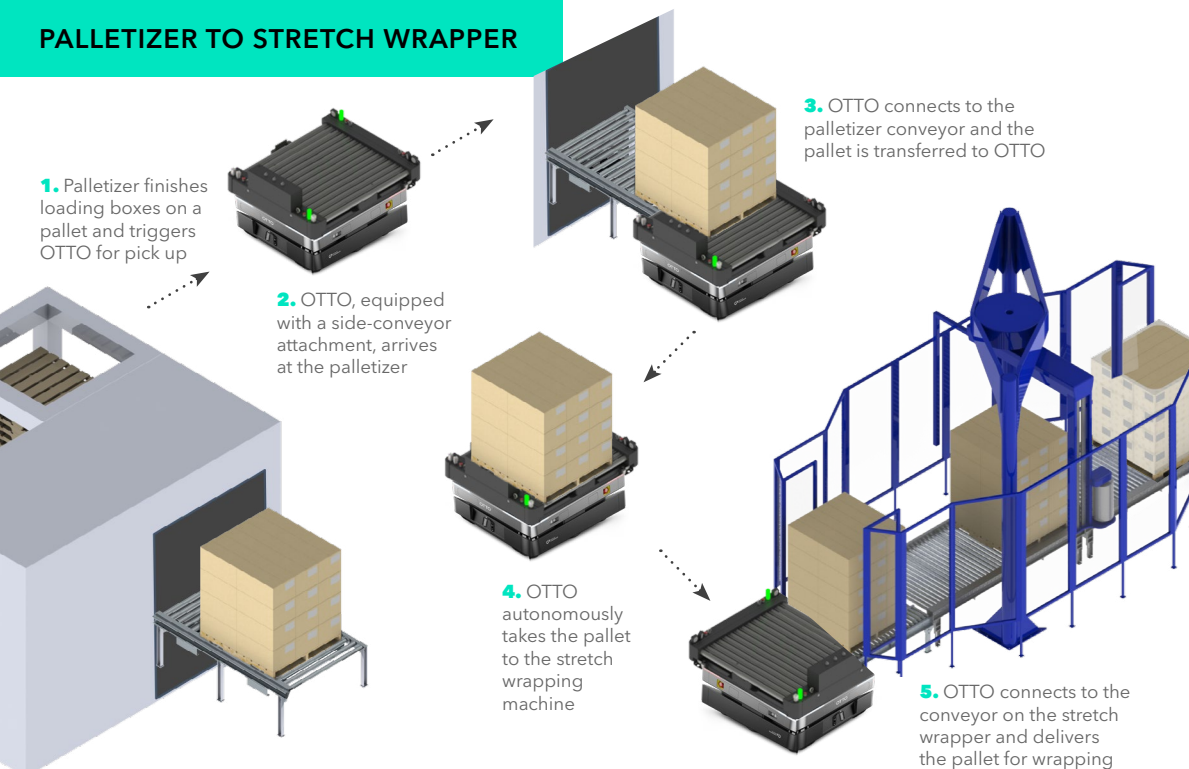 PALLETIZER TO STRETCH WRAPPER
1. Palletizer finishes
loading boxes on a
pallet and triggers
OTTO for pick up
2. OTTO, equipped
with a side-conveyor
attachment, arrives
at the palletizer
3. OTTO connects to the
palletizer conveyor and the
pallet is transferred to OTTO
4. OTTO
autonomously
takes the pallet
to the stretch
wrapping
machine
5. OTTO connects to the
conveyor on the stretch
wrapper and delivers
the pallet for wrapping
OTTO
OTTO
OTTO